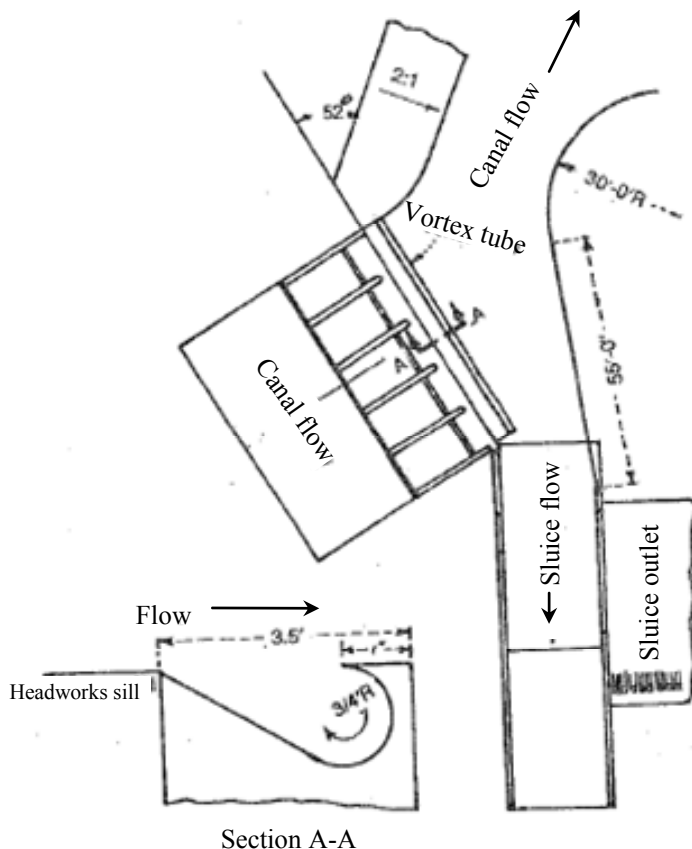 Canal flow
2:1
52°
30'-0"R
Vortex tube
A
A
Canal flow
55'-0"
Sluice flow
Sluice outlet
Flow
3.5'
Headworks sill
3/4'R
Section A-A